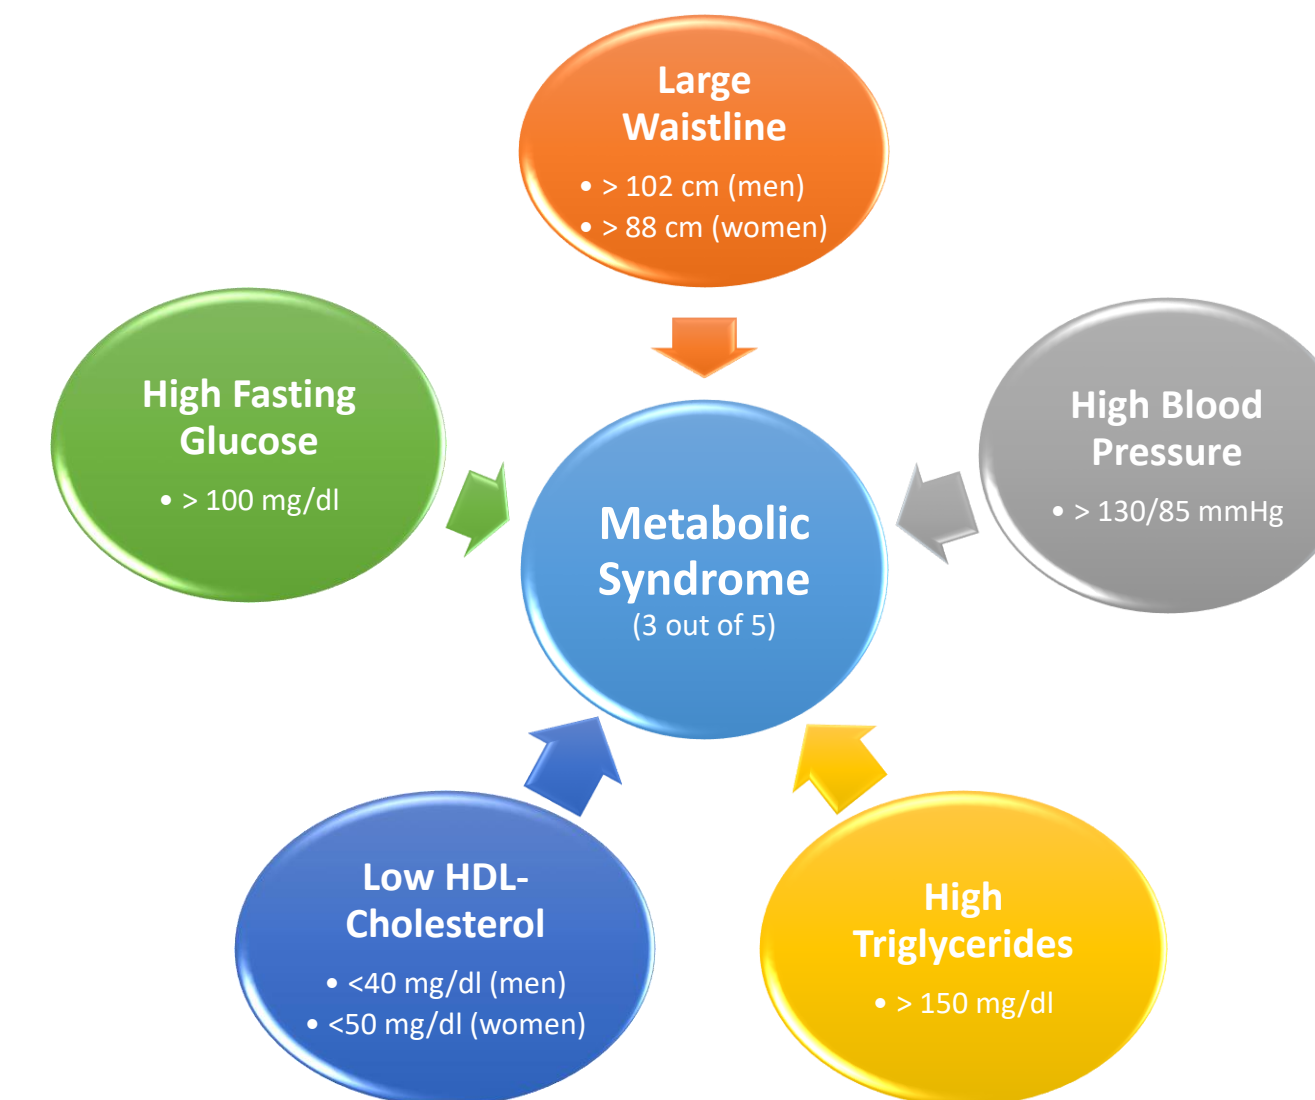 Large
Waistline
• > 102 cm (men)
• > 88 cm (women)
High Fasting
Glucose
• > 100 mg/dl
High Blood
Pressure
• > 130/85 mmHg
Metabolic
Syndrome
(3 out of 5)
Low HDL-
Cholesterol
• <40 mg/dl (men)
• <50 mg/dl (women)
High
Triglycerides
• > 150 mg/dl